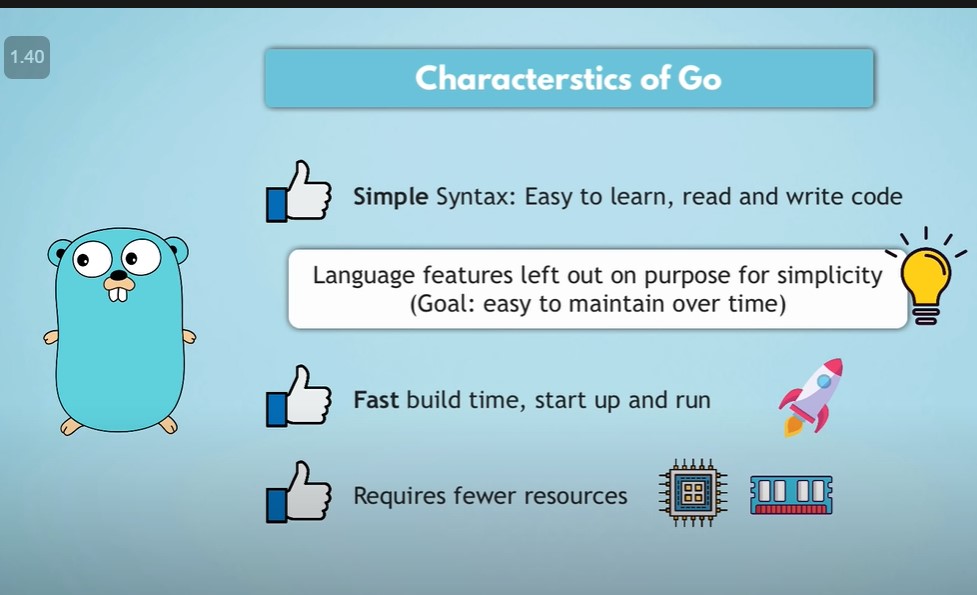 1.40
Characterstics of Go
Simple Syntax: Easy to learn, read and write code
Language features left out on purpose for simplicity
(Goal: easy to maintain over time)
Fast build time, start up and run
Requires fewer resources